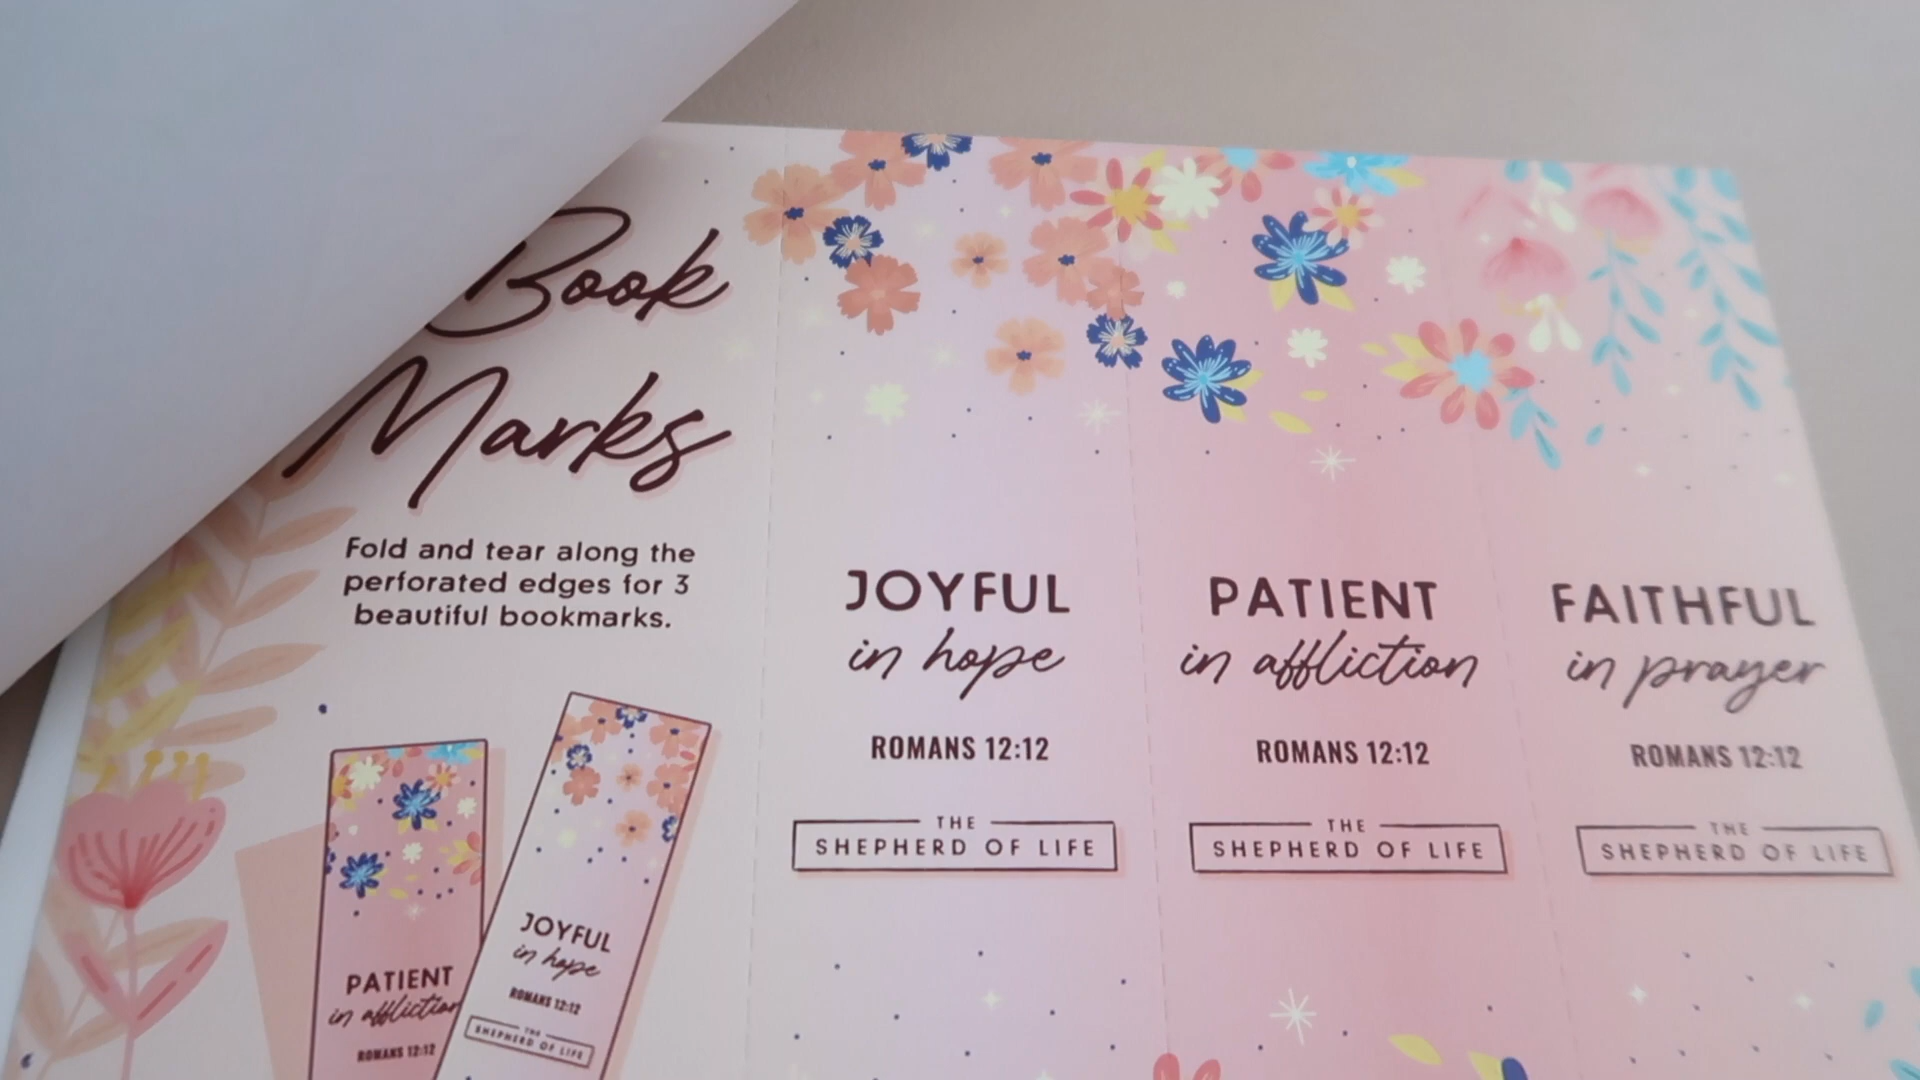 Book
Marks
Fold and tear along the
perforated edges for 3
beautiful bookmarks.
PATIENT
in affliction
ROMANS 12:12
JOYFUL
in hope
ROMANS 12:12
THE
SHEPHERD OF LIFE
JOYFUL
in hope
ROMANS 12:12
THE
SHEPHERD OF LIFE
PATIENT
in affliction
ROMANS 12:12
THE
SHEPHERD OF LIFE
FAITHFUL
in prayer
ROMANS 12:12
THE
SHEPHERD OF LIFE